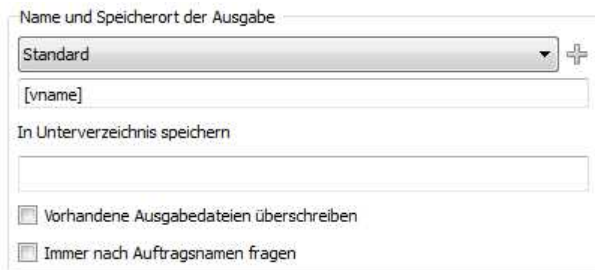 Name und Speicherort der Ausgabe
Standard
[vname]
In Unterverzeichnis speichern
Vorhandene Ausgabedateien überschreiben
Immer nach Auftragsnamen fragen